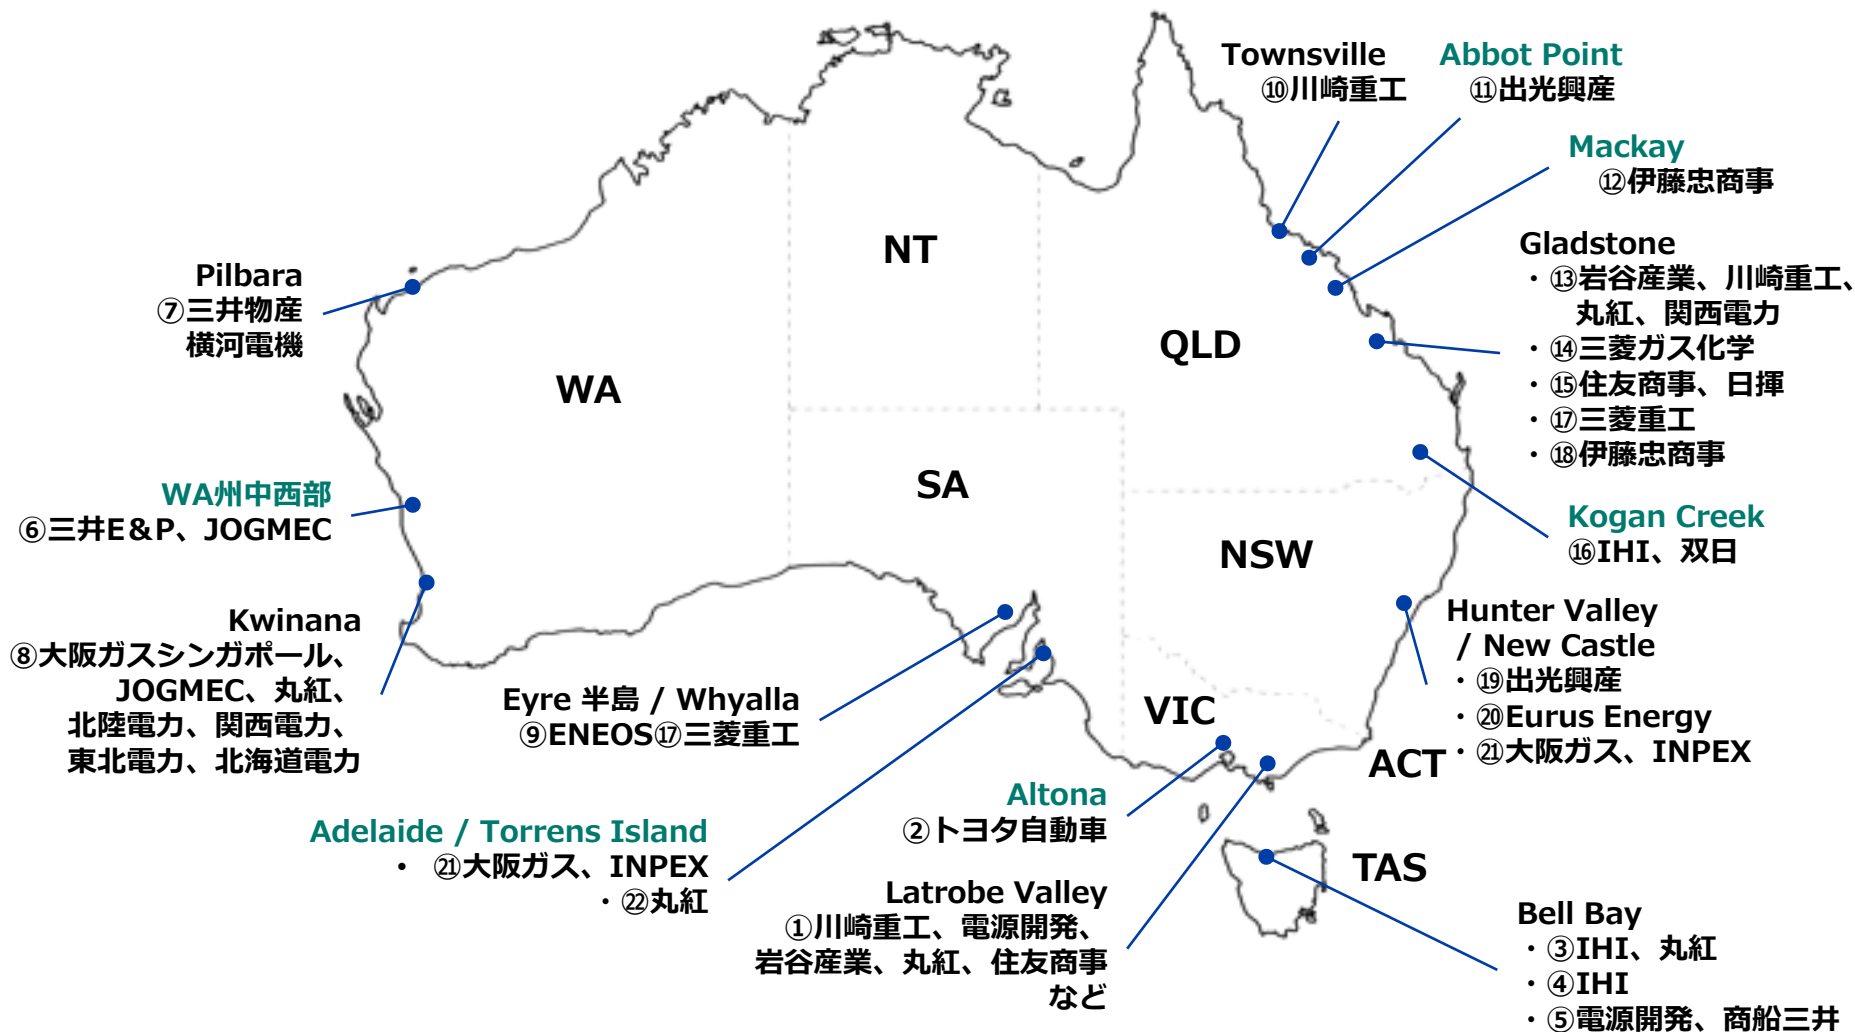 Townsville
⑩川崎重工
Abbot Point
⑪出光興産
Mackay
⑫伊藤忠商事
Gladstone
・⑬岩谷産業、川崎重工、
丸紅、関西電力
・⑭三菱ガス化学
・⑮住友商事、日揮
・⑰三菱重工
・⑱伊藤忠商事
Kogan Creek
⑯IHI、双日
Hunter Valley
/ New Castle
・⑲出光興産
・⑳Eurus Energy
・㉑大阪ガス、INPEX
NT
QLD
WA
SA
NSW
VIC
ACT
TAS
Pilbara
⑦三井物産
横河電機
WA州中西部
⑥三井E&P、JOGMEC
Kwinana
⑧大阪ガスシンガポール、
JOGMEC、丸紅、
北陸電力、関西電力、
東北電力、北海道電力
Eyre 半島 / Whyalla
⑨ENEOS⑰三菱重工
Adelaide / Torrens Island
・ ㉑大阪ガス、INPEX
・㉒丸紅
Altona
②トヨタ自動車
Latrobe Valley
①川崎重工、電源開発、
岩谷産業、丸紅、住友商事
など
Bell Bay
・③IHI、丸紅
・④IHI
・⑤電源開発、商船三井